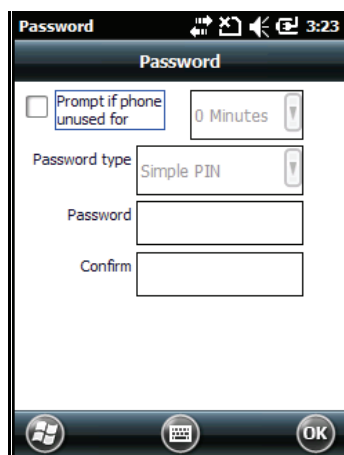 Password 3:23
Password
Prompt if phone
unused for
0 Minutes
Password type
Simple PIN
Password
Confirm
OK